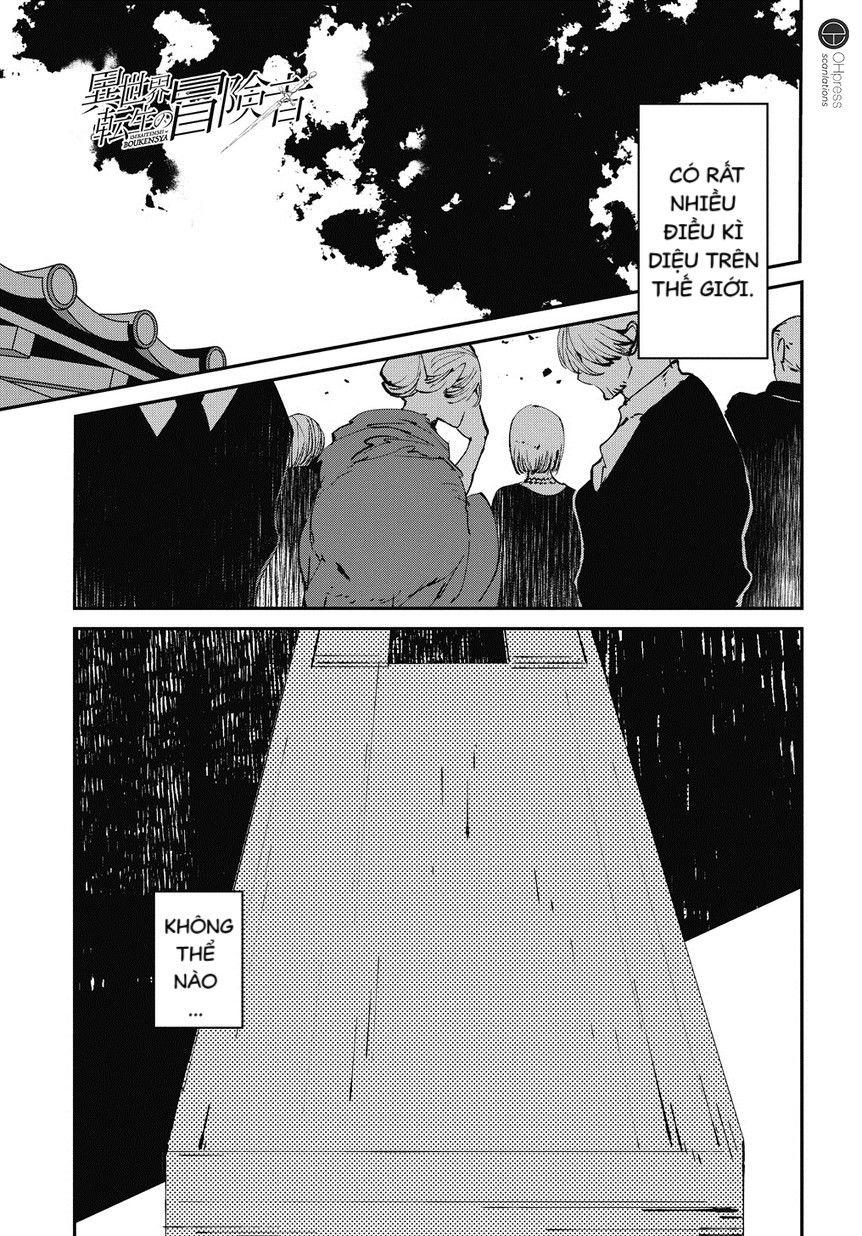 異世界
転生の冒険者
ISEKAITENSEI no
BOUKENSYA
OHpress
scanlations
CÓ RẤT
NHIỀU
ĐIỀU KÌ
DIỆU TRÊN
THẾ GIỚI.
KHÔNG
THỂ
NÀO
...